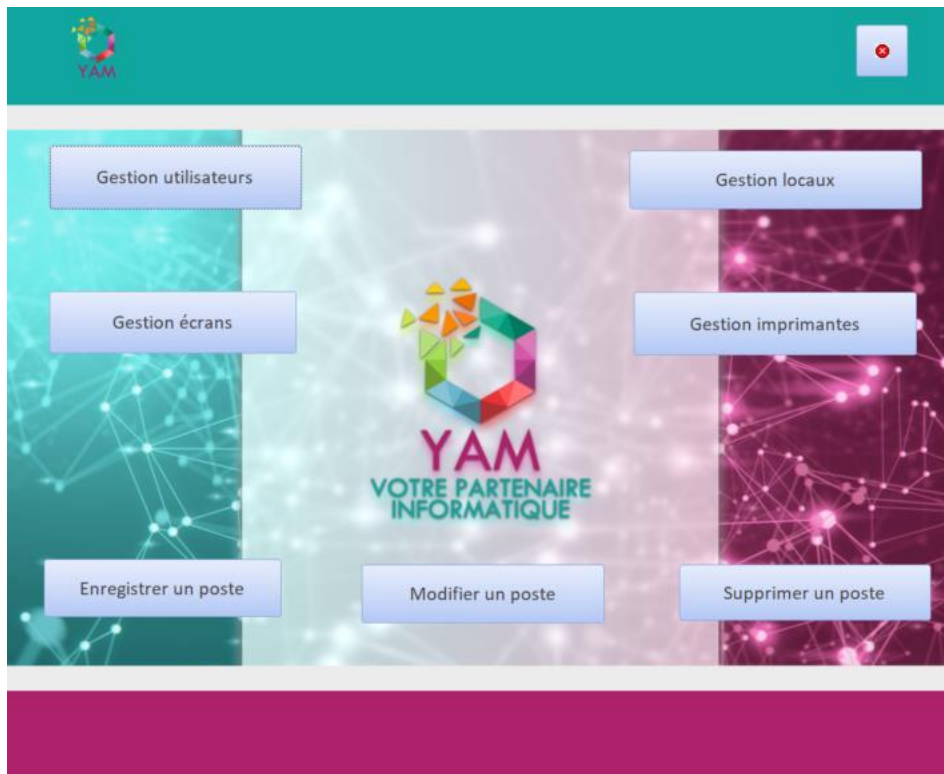 YAM
Gestion utilisateurs
Gestion locaux
Gestion écrans
Gestion imprimantes
YAM
VOTRE PARTENAIRE
INFORMATIQUE
Enregistrer un poste
Modifier un poste
Supprimer un poste